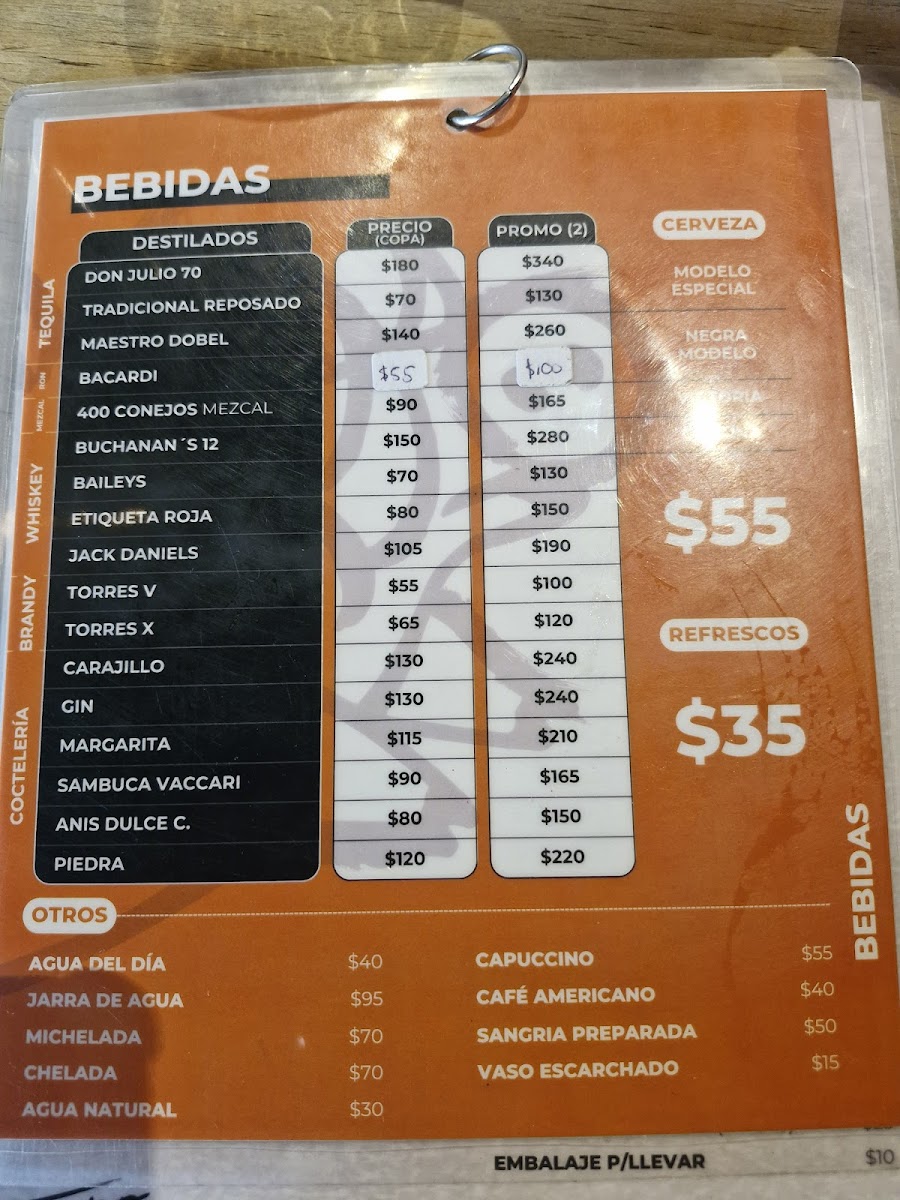 BEBIDAS
DESTILADOS PRECIO (COPA) PROMO (2)
TEQUILA
DON JULIO 70 $180 $340
TRADICIONAL REPOSADO $70 $130
MAESTRO DOBEL $140 $260
RON
BACARDI $55 $100
MEZCAL
400 CONEJOS MEZCAL $90 $165
WHISKEY
BUCHANAN´S 12 $150 $280
BAILEYS $70 $130
ETIQUETA ROJA $80 $150
JACK DANIELS $105 $190
BRANDY
TORRES V $55 $100
TORRES X $65 $120
COCTELERÍA
CARAJILLO $130 $240
GIN $130 $240
MARGARITA $115 $210
SAMBUCA VACCARI $90 $165
ANIS DULCE C. $80 $150
PIEDRA $120 $220
CERVEZA
MODELO
ESPECIAL
NEGRA
MODELO
$55
REFRESCOS
$35
BEBIDAS
OTROS
AGUA DEL DÍA $40
JARRA DE AGUA $95
MICHELADA $70
CHELADA $70
AGUA NATURAL $30
CAPUCCINO $55
CAFÉ AMERICANO $40
SANGRIA PREPARADA $50
VASO ESCARCHADO $15
EMBALAJE P/LLEVAR $10